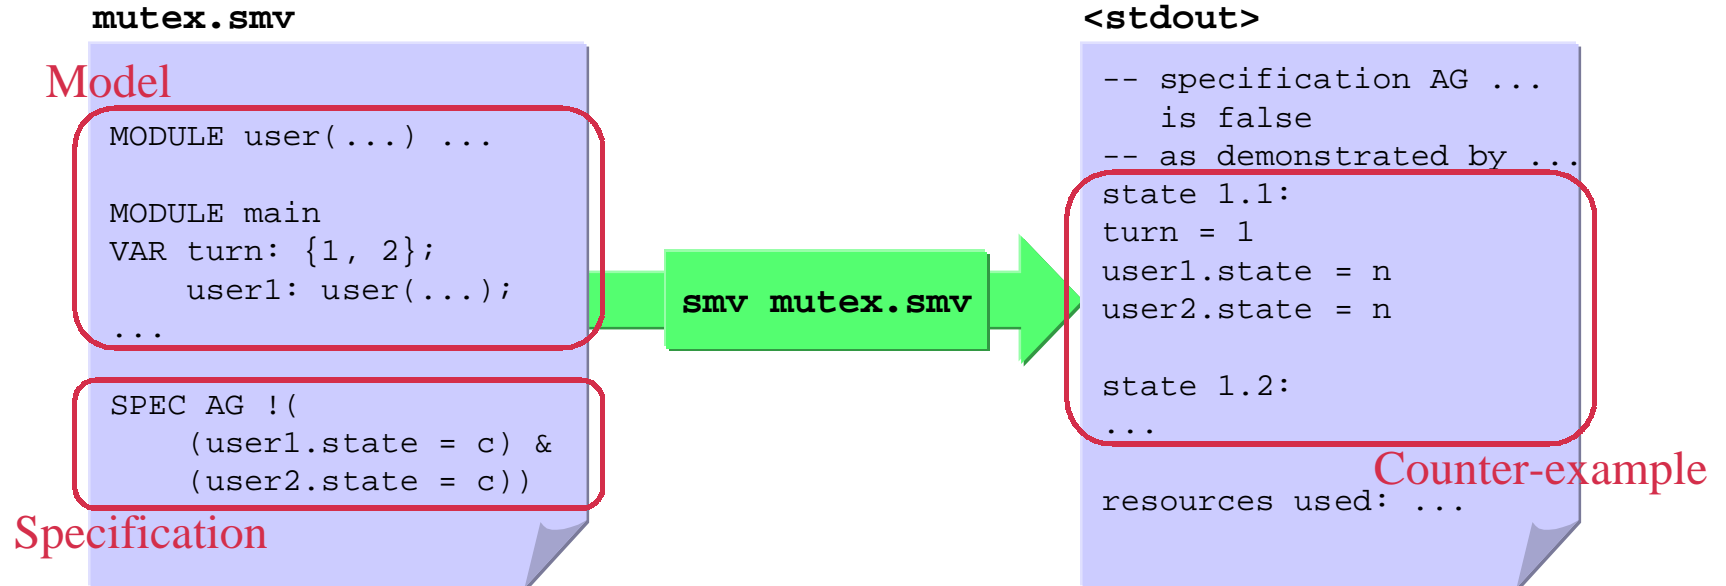 mutex.smv
Model
MODULE user(...) ...
MODULE main
VAR turn: {1, 2};
user1: user(...);
...
SPEC AG !(
(user1.state = c) &
(user2.state = c))
Specification
smv mutex.smv
<stdout>
-- specification AG ...
is false
-- as demonstrated by ...
state 1.1:
turn = 1
user1.state = n
user2.state = n
state 1.2:
...
Counter-example
resources used: ...